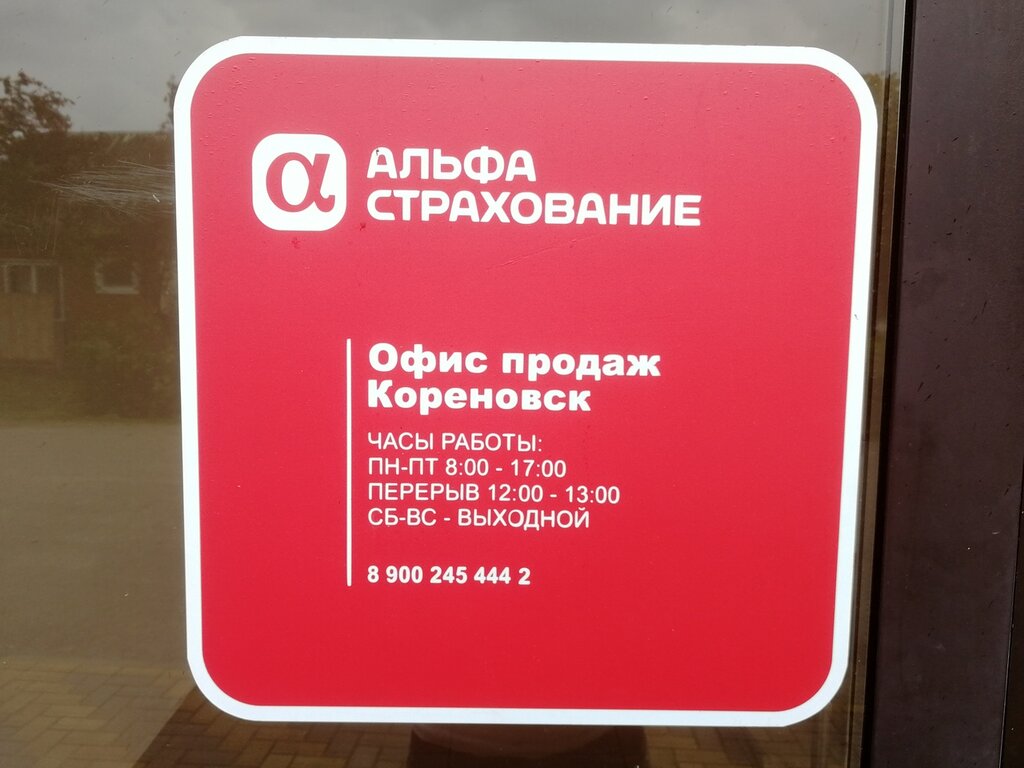 α
АЛЬФА
СТРАХОВАНИЕ
Офис продаж
Кореновск
ЧАСЫ РАБОТЫ:
ПН-ПТ 8:00 - 17:00
ПЕРЕРЫВ 12:00 - 13:00
СБ-ВС - ВЫХОДНОЙ
8 900 245 444 2